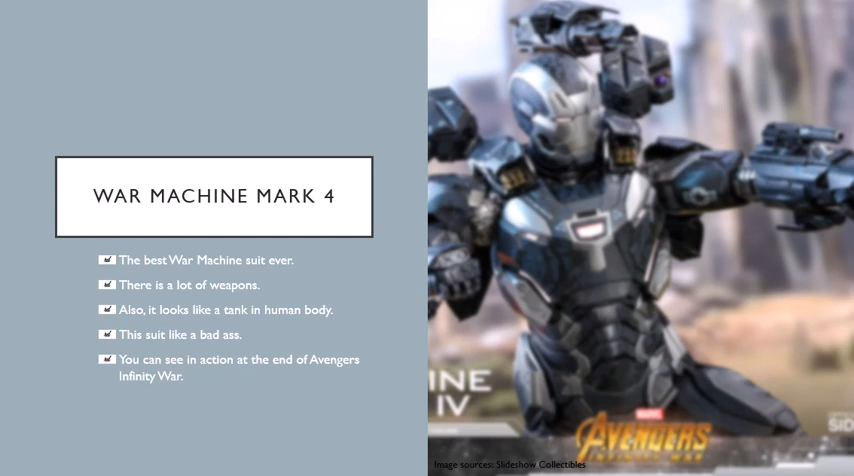 WAR MACHINE MARK 4
The best War Machine suit ever.
There is a lot of weapons.
Also, it looks like a tank in human body.
This suit like a bad ass.
You can see in action at the end of Avengers
Infinity War.
INE
IV
MARVEL
AVENGERS
INFINITY WAR
SID
Image sources: Slideshow Collectibles